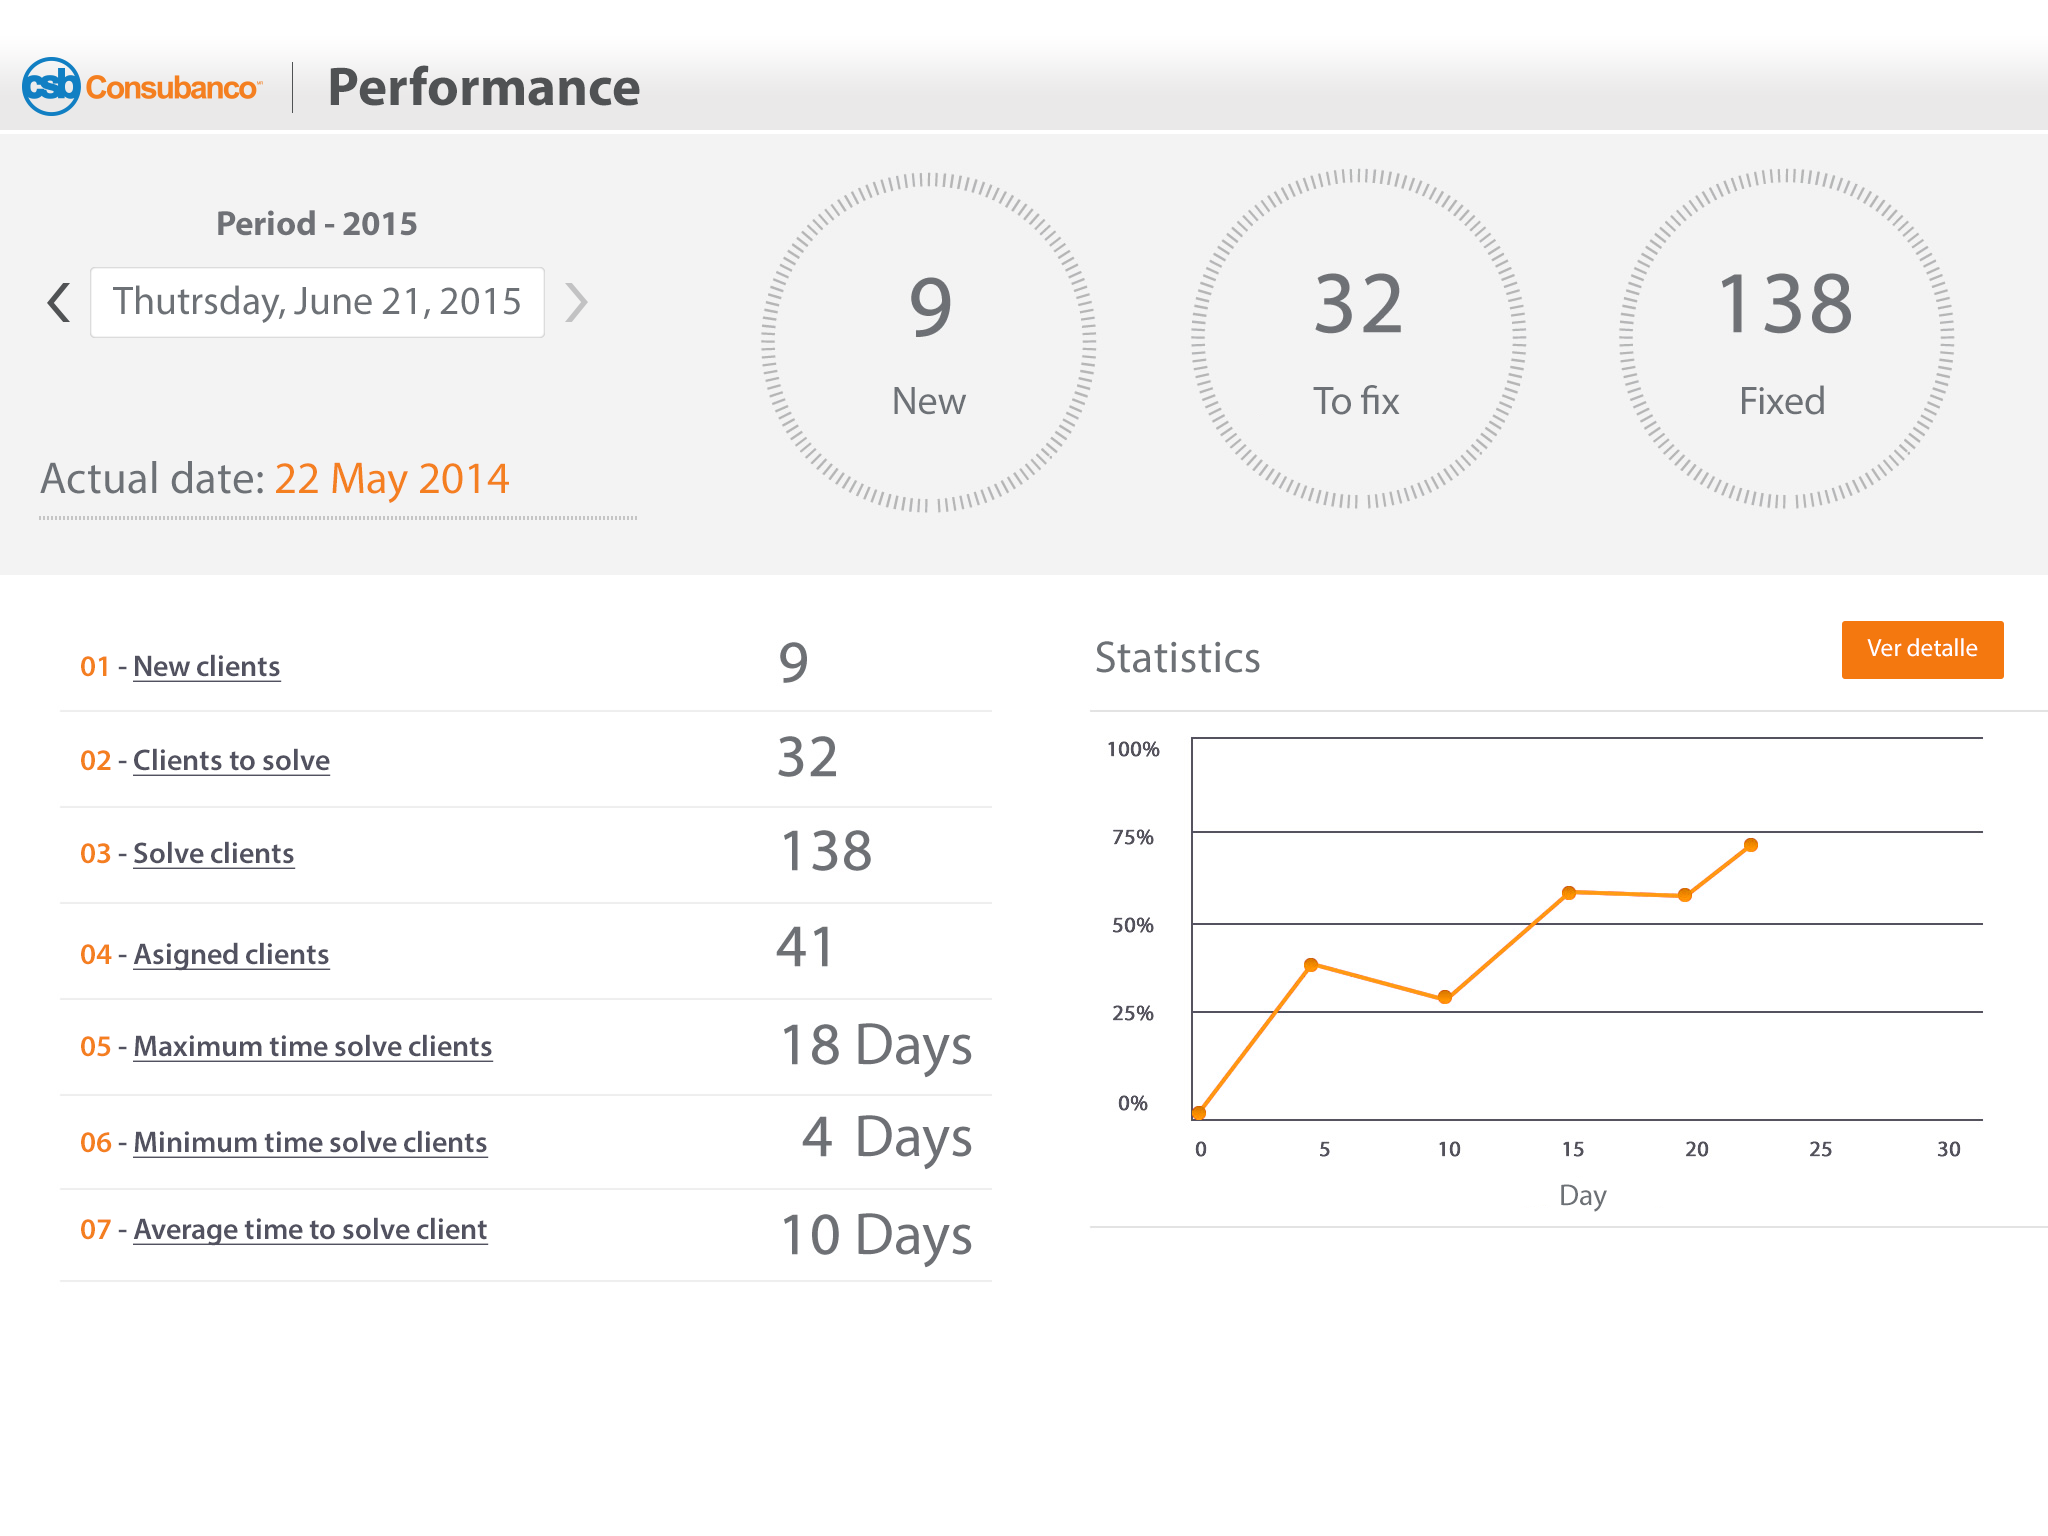 csb Consubanco
Performance
Period - 2015
Thutrsday, June 21, 2015
Actual date: 22 May 2014
9
New
32
To fix
138
Fixed
01 - New clients 9
02 - Clients to solve 32
03 - Solve clients 138
04 - Asigned clients 41
05 - Maximum time solve clients 18 Days
06 - Minimum time solve clients 4 Days
07 - Average time to solve client 10 Days
Statistics
Ver detalle
100%
75%
50%
25%
0%
0 5 10 15 20 25 30
Day